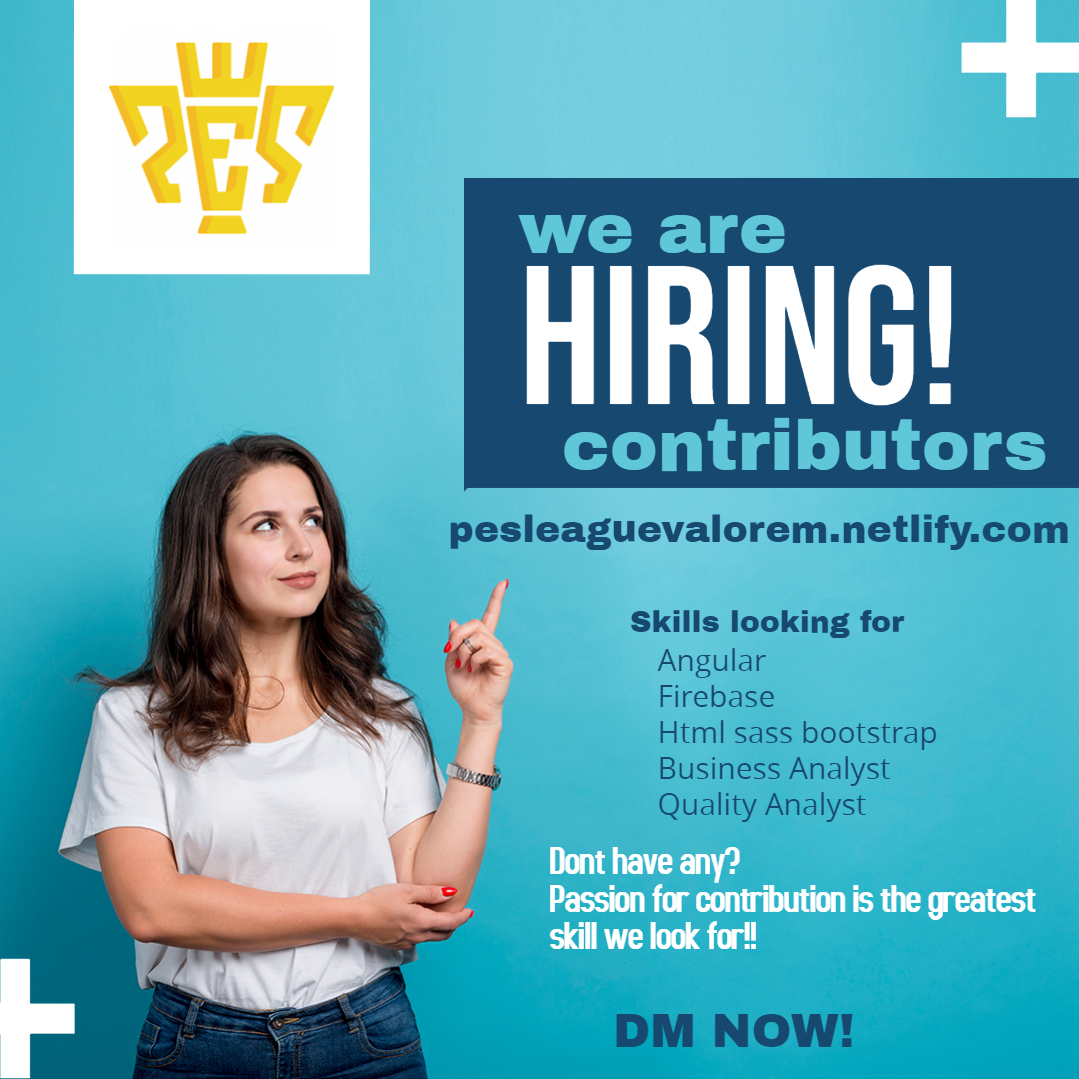 PES
we are
HIRING!
contributors
pesleaguevalorem.netlify.com
Skills looking for
Angular
Firebase
Html sass bootstrap
Business Analyst
Quality Analyst
Dont have any?
Passion for contribution is the greatest
skill we look for!!
DM NOW!